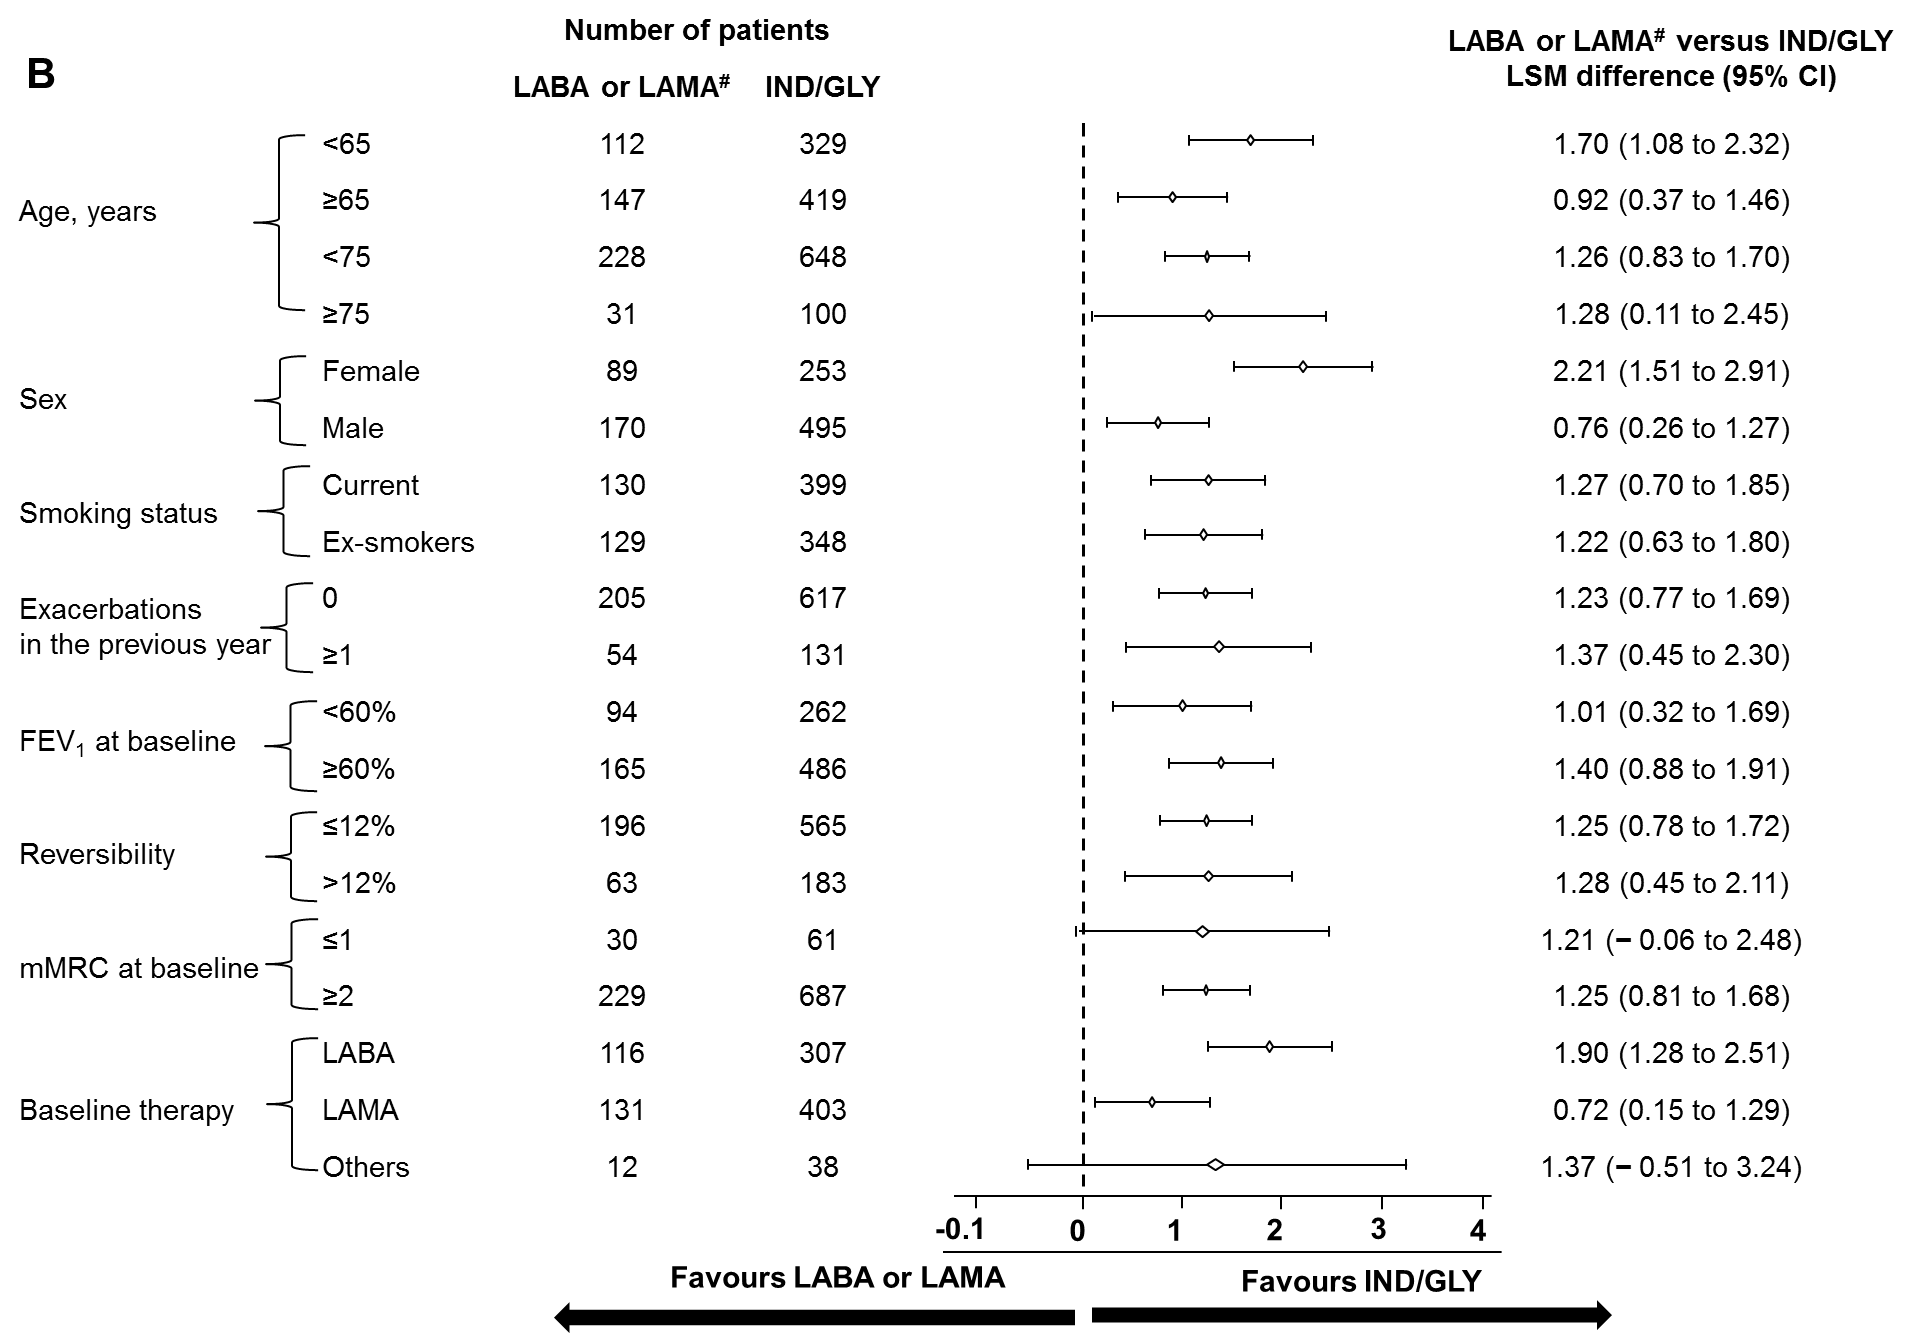 B
Number of patients
LABA or LAMA# IND/GLY
LABA or LAMA# versus IND/GLY
LSM difference (95% CI)
Age, years
<65 112 329 1.70 (1.08 to 2.32)
≥65 147 419 0.92 (0.37 to 1.46)
<75 228 648 1.26 (0.83 to 1.70)
≥75 31 100 1.28 (0.11 to 2.45)
Sex
Female 89 253 2.21 (1.51 to 2.91)
Male 170 495 0.76 (0.26 to 1.27)
Smoking status
Current 130 399 1.27 (0.70 to 1.85)
Ex-smokers 129 348 1.22 (0.63 to 1.80)
Exacerbations
in the previous year
0 205 617 1.23 (0.77 to 1.69)
≥1 54 131 1.37 (0.45 to 2.30)
FEV1 at baseline
<60% 94 262 1.01 (0.32 to 1.69)
≥60% 165 486 1.40 (0.88 to 1.91)
Reversibility
≤12% 196 565 1.25 (0.78 to 1.72)
>12% 63 183 1.28 (0.45 to 2.11)
mMRC at baseline
≤1 30 61 1.21 (− 0.06 to 2.48)
≥2 229 687 1.25 (0.81 to 1.68)
Baseline therapy
LABA 116 307 1.90 (1.28 to 2.51)
LAMA 131 403 0.72 (0.15 to 1.29)
Others 12 38 1.37 (− 0.51 to 3.24)
-0.1 0 1 2 3 4
Favours LABA or LAMA Favours IND/GLY